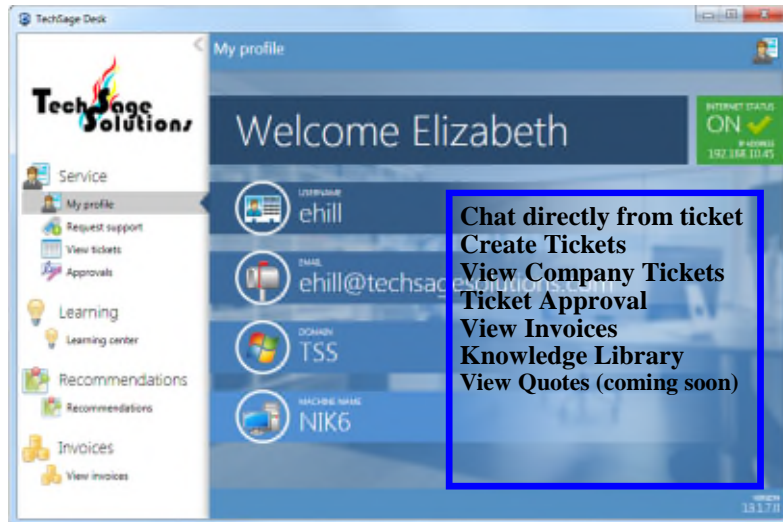 TechSage Desk
Tech Sage
Solutions
My profile
Welcome Elizabeth
INTERNET STATUS
ON
IP ADDRESS
192.168.10.45
Service
My profile
Request support
View tickets
Approvals
Learning
Learning center
Recommendations
Recommendations
Invoices
View invoices
USERNAME
ehill
EMAIL
ehill@techsagesolutions.com
DOMAIN
TSS
MACHINE NAME
NIK6
Chat directly from ticket
Create Tickets
View Company Tickets
Ticket Approval
View Invoices
Knowledge Library
View Quotes (coming soon)
VERSION